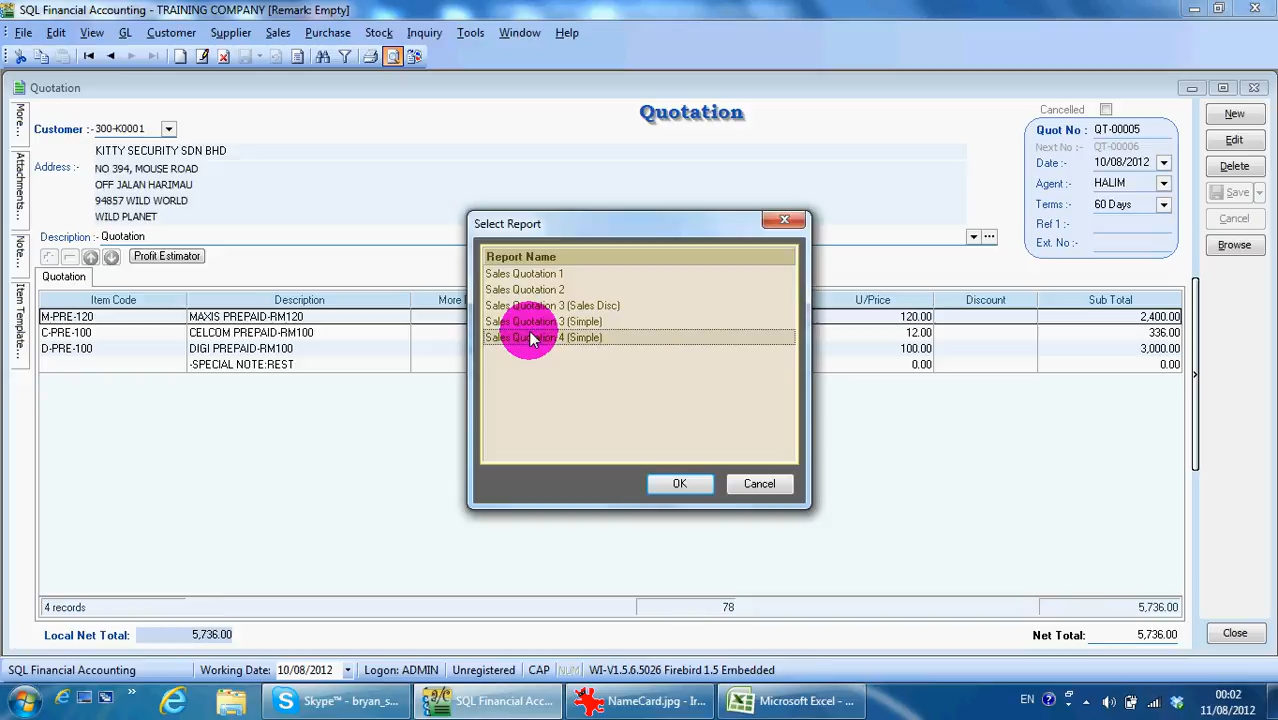 SQL Financial Accounting - TRAINING COMPANY [Remark: Empty]
File Edit View GL Customer Supplier Sales Purchase Stock Inquiry Tools Window Help
Quotation
Quotation
More...
Attachments...
Note...
Item Template...
Customer :- 300-K0001
KITTY SECURITY SDN BHD
Address :- NO 394, MOUSE ROAD
OFF JALAN HARIMAU
94857 WILD WORLD
WILD PLANET
Description :- Quotation
Profit Estimator
Cancelled
Quot No : QT-00005
Next No :- QT-00006
Date :- 10/08/2012
Agent :- HALIM
Terms :- 60 Days
Ref 1 :-
Ext. No :-
New
Edit
Delete
Save
Cancel
Browse
Quotation
Item Code Description More U/Price Discount Sub Total
M-PRE-120 MAXIS PREPAID-RM120 120.00 2,400.00
C-PRE-100 CELCOM PREPAID-RM100 12.00 336.00
D-PRE-100 DIGI PREPAID-RM100 100.00 3,000.00
-SPECIAL NOTE:REST 0.00 0.00
Select Report
Report Name
Sales Quotation 1
Sales Quotation 2
Sales Quotation 3 (Sales Disc)
Sales Quotation 3 (Simple)
Sales Quotation 4 (Simple)
OK Cancel
4 records 78 5,736.00
Local Net Total: 5,736.00 Net Total: 5,736.00
Close
SQL Financial Accounting Working Date: 10/08/2012 Logon: ADMIN Unregistered CAP NUM WI-V1.5.6.5026 Firebird 1.5 Embedded
Skype™ - bryan_s... SQL Financial Acc... NameCard.jpg - Ir... Microsoft Excel - ... EN 00:02
11/08/2012